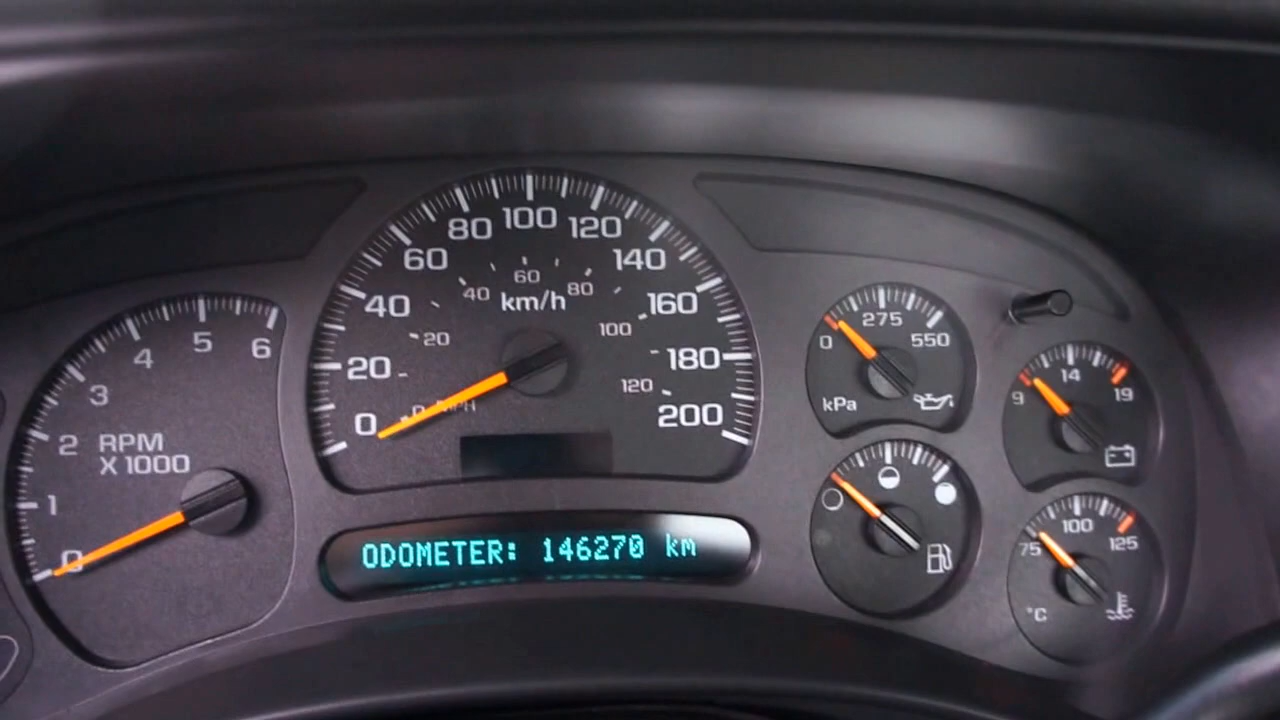 0 1 2 3 4 5 6
RPM
X 1000
0 20 40 60 80 100 120 140 160 180 200
km/h
0 20 40 60 80 100 120
MPH
ODOMETER: 146270 km
0 275 550
kPa
9 14 19
75 100 125
°C